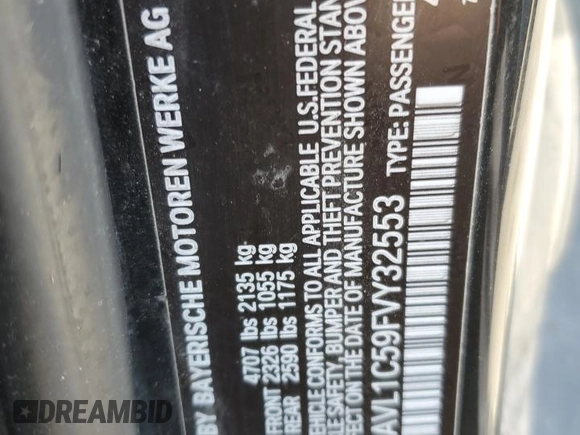 BY BAYERISCHE MOTOREN WERKE AG
4707 lbs 2135 kg
FRONT 2326 lbs 1055 kg
REAR 2590 lbs 1175 kg
VEHICLE CONFORMS TO ALL APPLICABLE U.S.FEDERAL
SAFETY, BUMPER AND THEFT PREVENTION STAN
EFFECT ON THE DATE OF MANUFACTURE SHOWN ABOV
AVL1C59FVY32553 TYPE: PASSENGER
DREAMBID